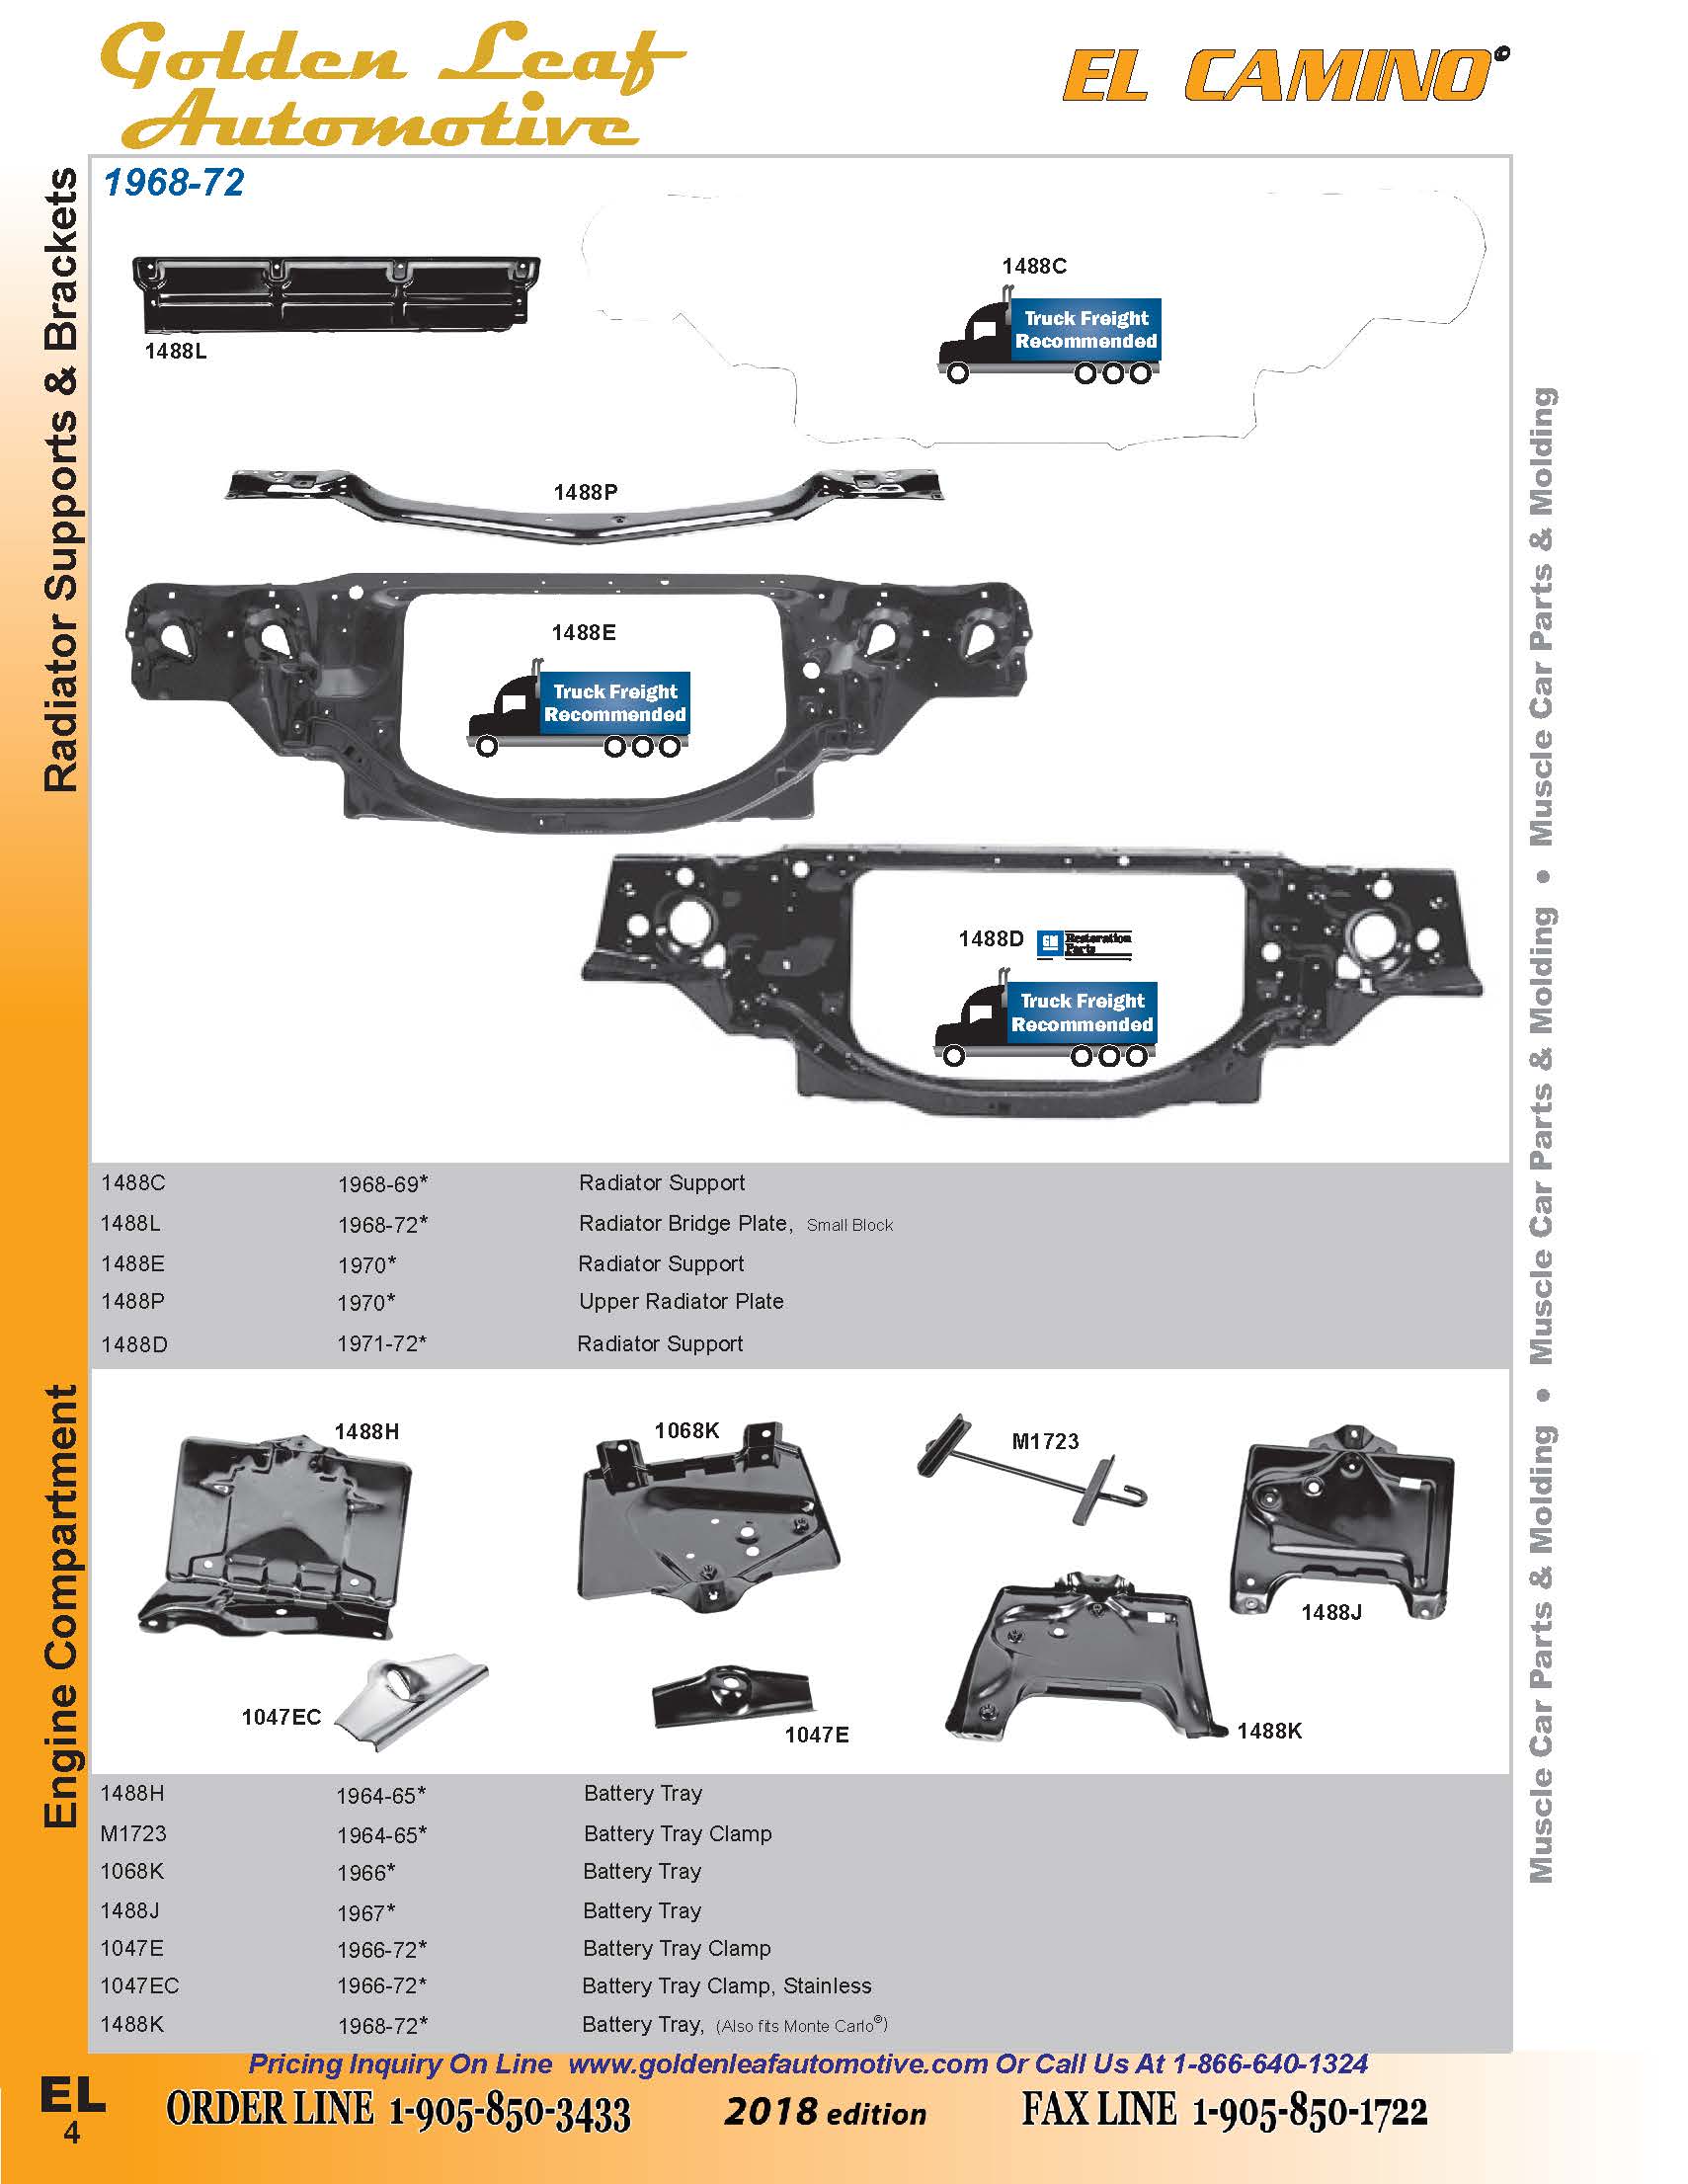 Golden Leaf
Automotive
EL CAMINO
Radiator Supports & Brackets
1968-72
1488L
1488C
Truck Freight
Recommended
1488P
1488E
Truck Freight
Recommended
1488D
GM Restoration
Parts
Truck Freight
Recommended
1488C 1968-69* Radiator Support
1488L 1968-72* Radiator Bridge Plate, Small Block
1488E 1970* Radiator Support
1488P 1970* Upper Radiator Plate
1488D 1971-72* Radiator Support
Engine Compartment
1488H
1068K
M1723
1488J
1047EC
1047E
1488K
1488H 1964-65* Battery Tray
M1723 1964-65* Battery Tray Clamp
1068K 1966* Battery Tray
1488J 1967* Battery Tray
1047E 1966-72* Battery Tray Clamp
1047EC 1966-72* Battery Tray Clamp, Stainless
1488K 1968-72* Battery Tray, (Also fits Monte Carlo®)
Muscle Car Parts & Molding • Muscle Car Parts & Molding • Muscle Car Parts & Molding
Pricing Inquiry On Line www.goldenleafautomotive.com Or Call Us At 1-866-640-1324
EL
4
ORDER LINE 1-905-850-3433 2018 edition FAX LINE 1-905-850-1722